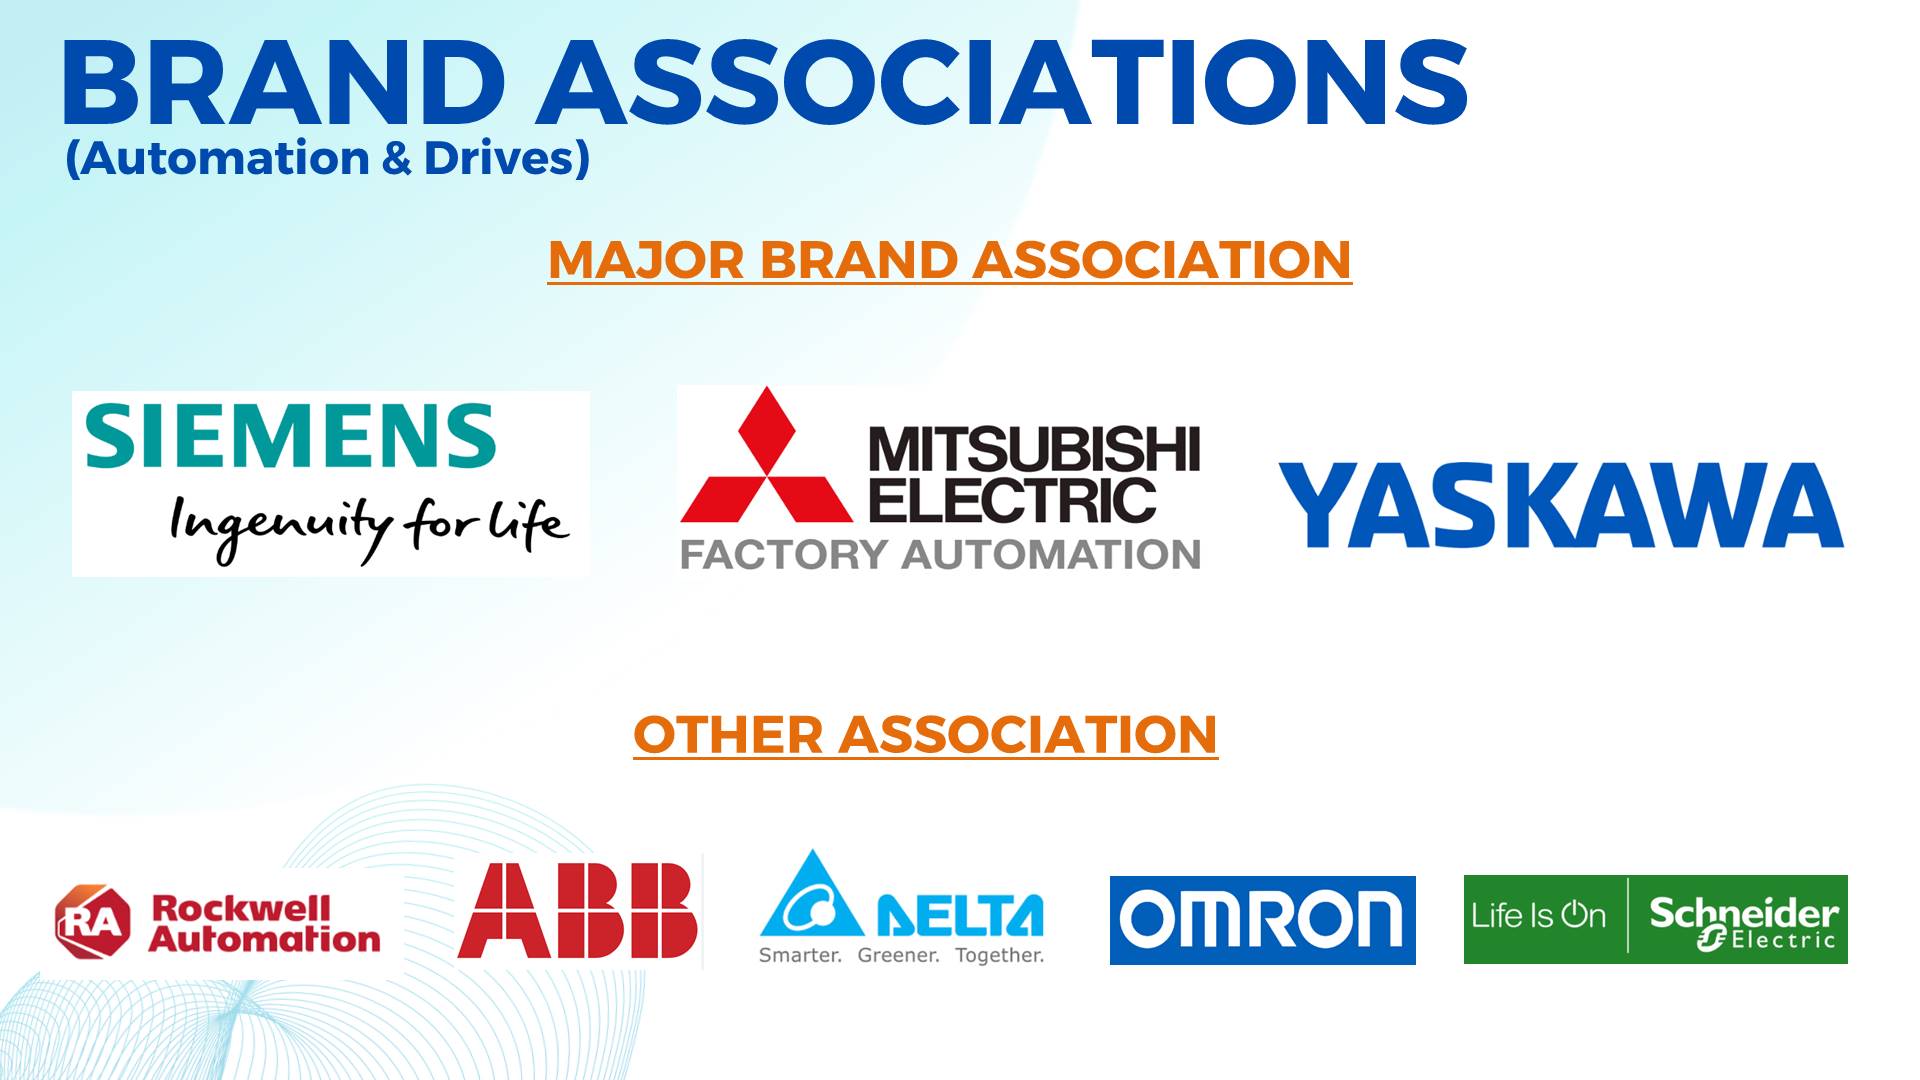 BRAND ASSOCIATIONS
(Automation & Drives)
MAJOR BRAND ASSOCIATION
SIEMENS
Ingenuity for life
MITSUBISHI
ELECTRIC
FACTORY AUTOMATION
YASKAWA
OTHER ASSOCIATION
RA
Rockwell
Automation
ABB
DELTA
Smarter. Greener. Together.
OMRON
Life Is On
Schneider
Electric